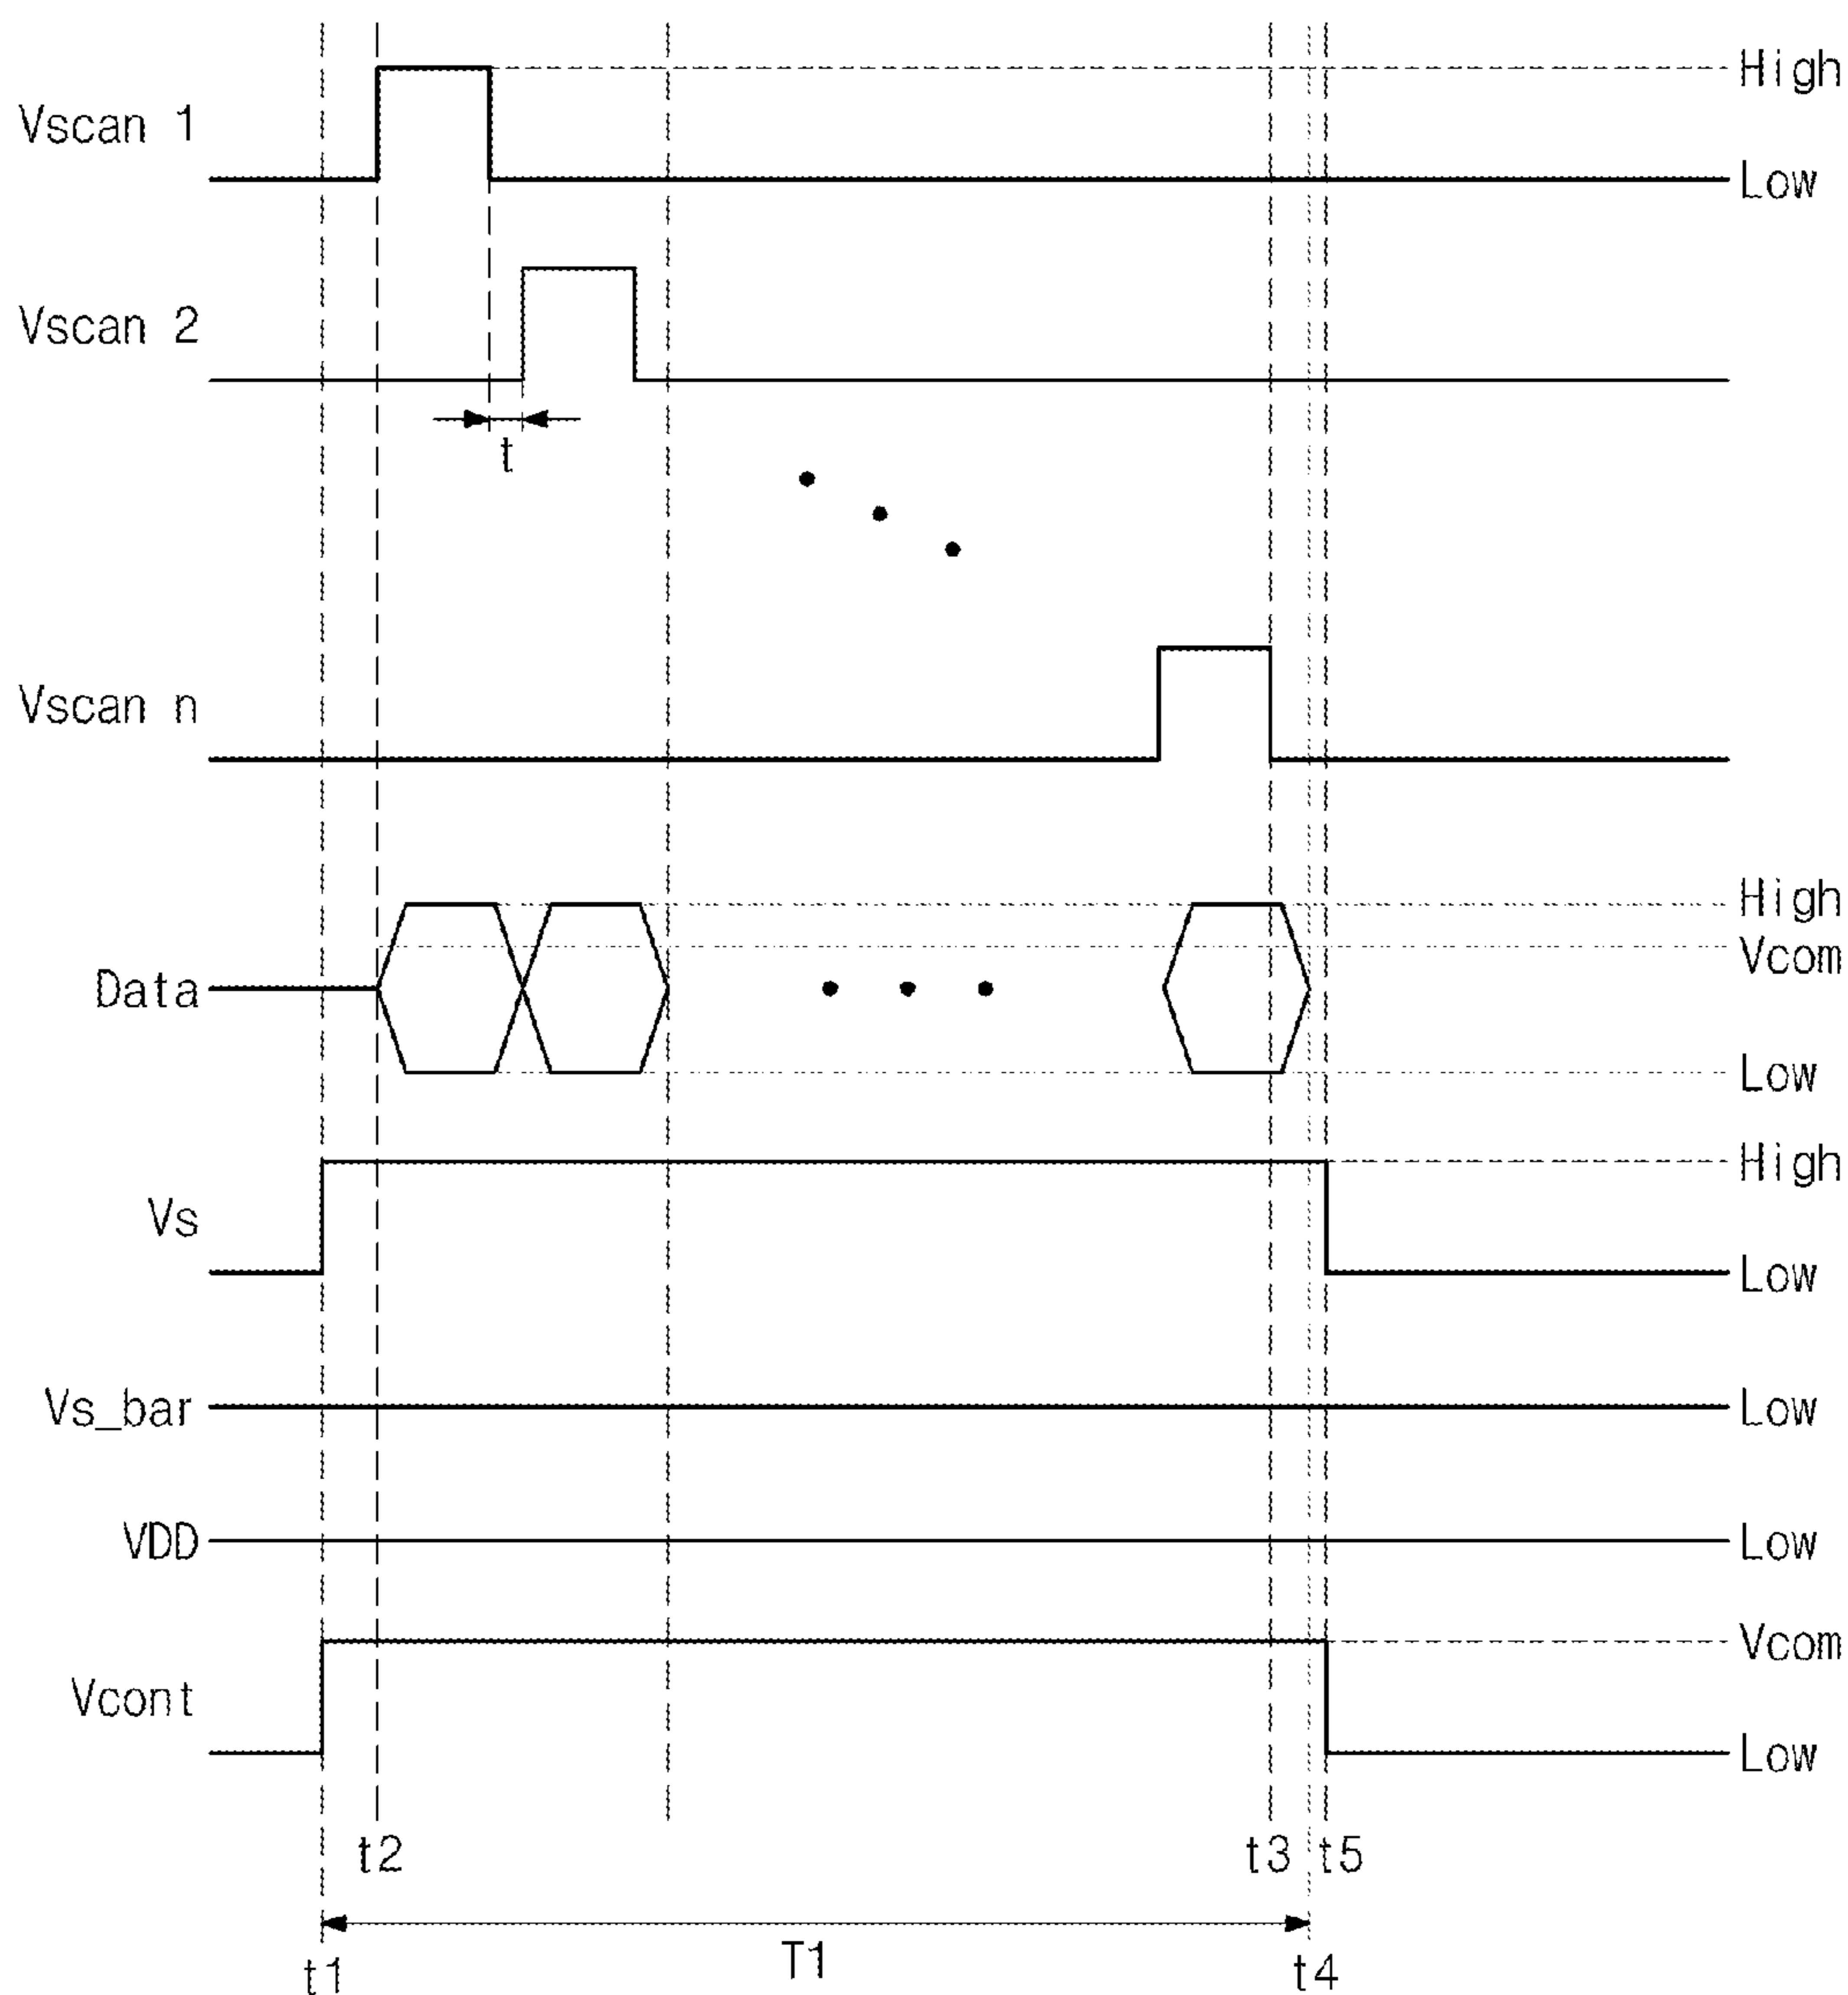 High
Vscan 1
Low
Vscan 2
t
Vscan n
High
Vcom
Data
Low
High
Vs
Low
Vs_bar
Low
VDD
Low
Vcom
Vcont
Low
t2
t3
t5
T1
t1
t4